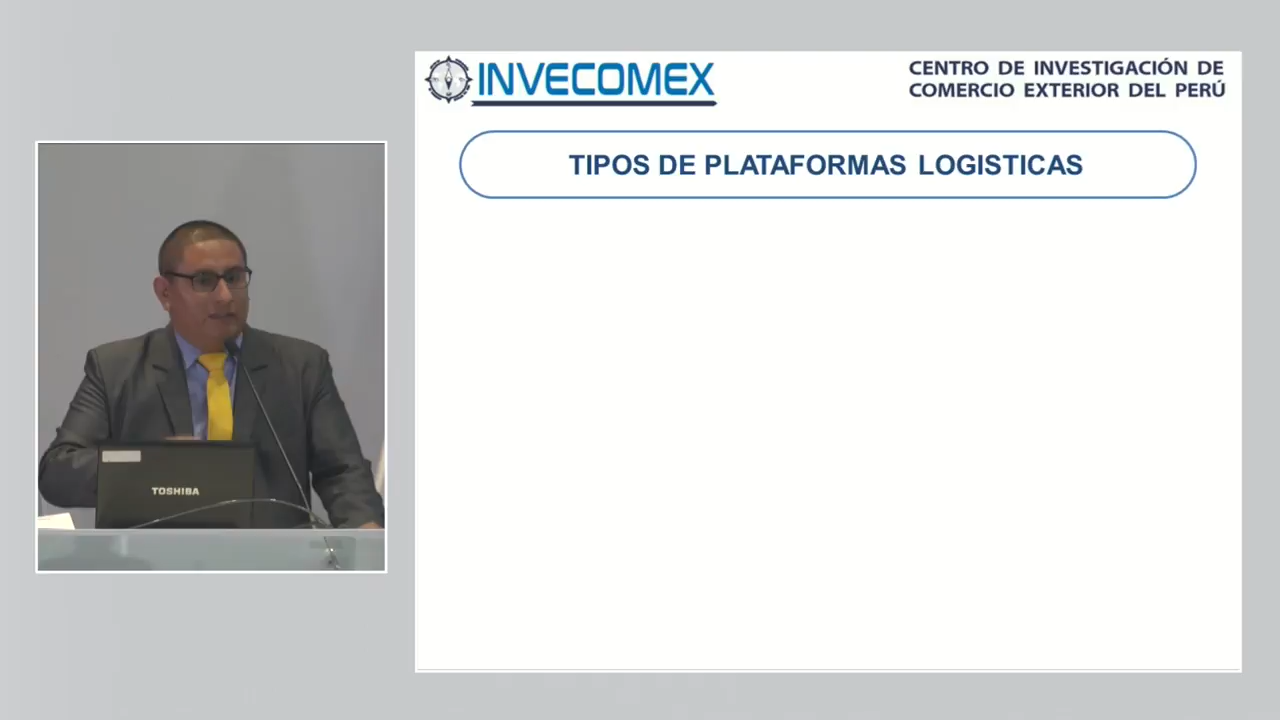 INVECOMEX
CENTRO DE INVESTIGACIÓN DE
COMERCIO EXTERIOR DEL PERÚ
TIPOS DE PLATAFORMAS LOGISTICAS
TOSHIBA